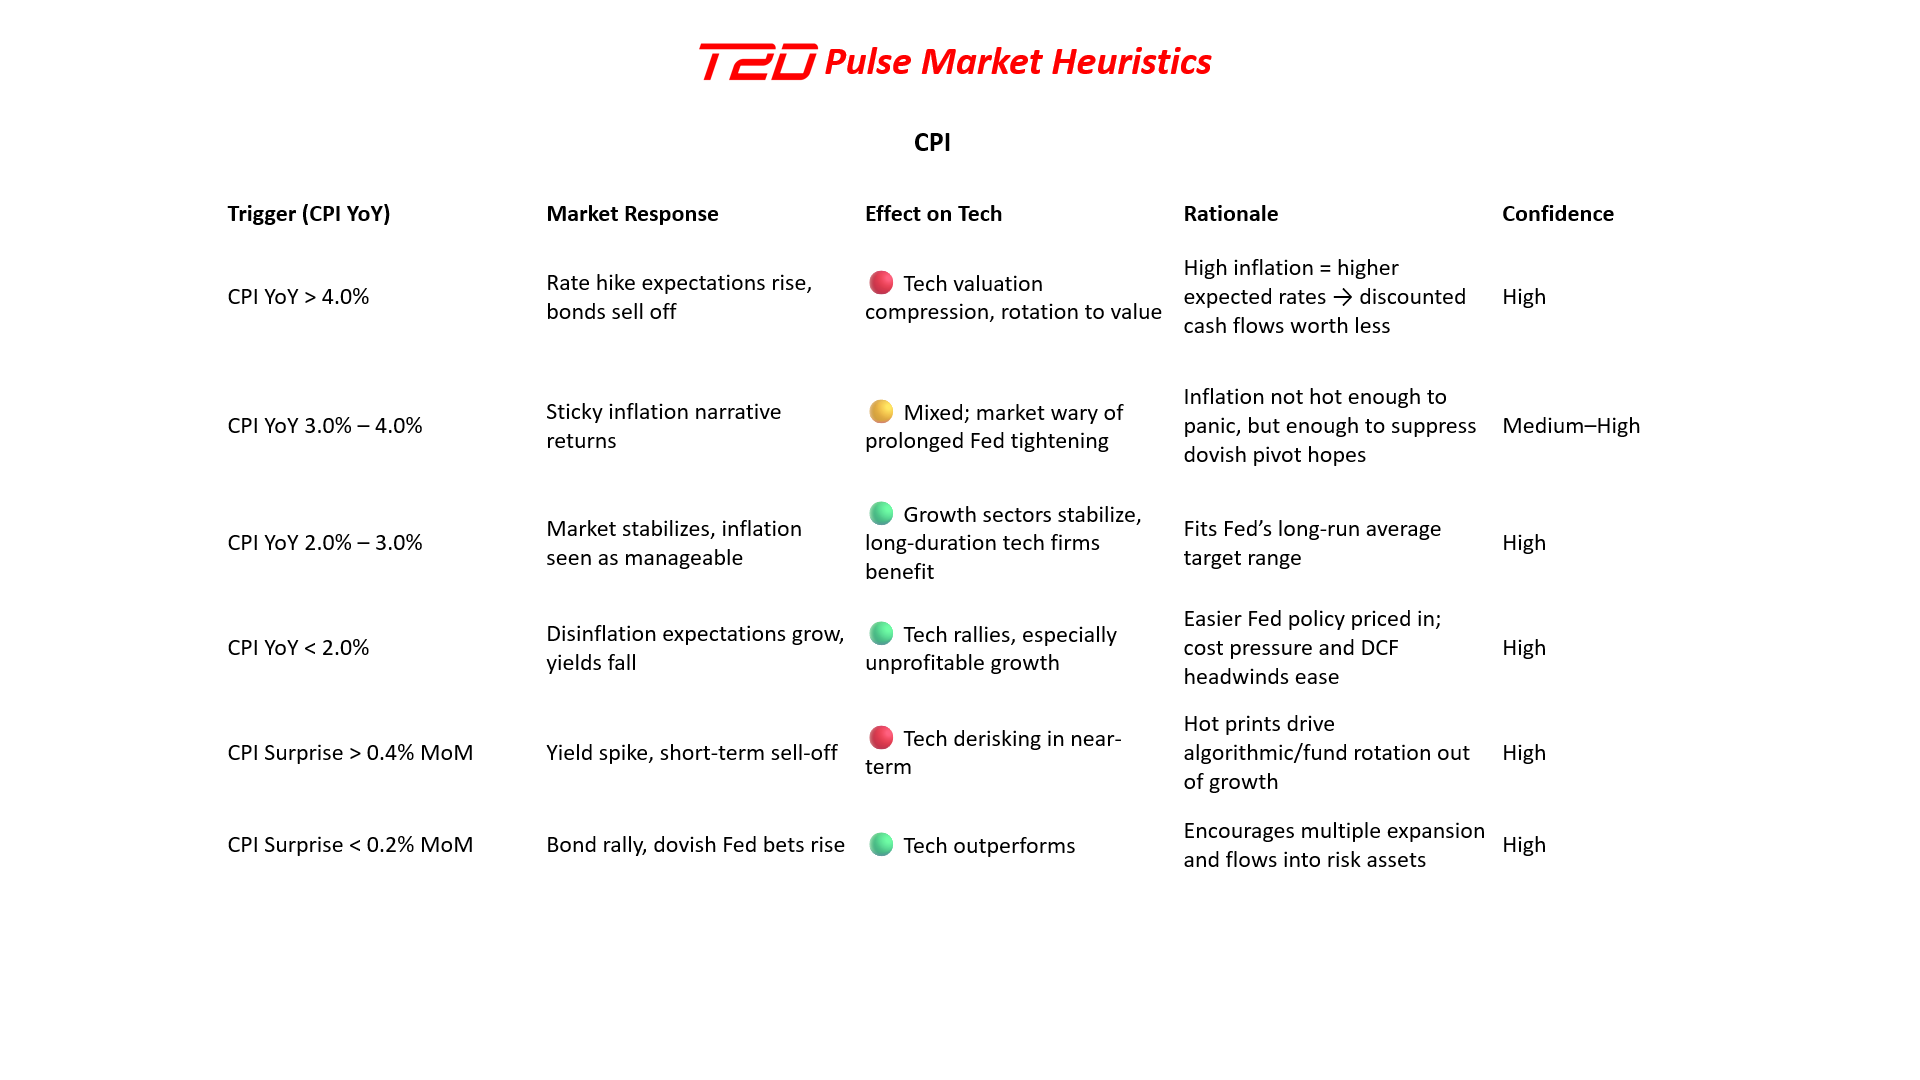 T2D Pulse Market Heuristics
CPI
Trigger (CPI YoY)
Market Response
Effect on Tech
Rationale
Confidence
CPI YoY > 4.0%
Rate hike expectations rise,
bonds sell off
Tech valuation
compression, rotation to value
High inflation = higher
expected rates → discounted
cash flows worth less
High
CPI YoY 3.0% – 4.0%
Sticky inflation narrative
returns
Mixed; market wary of
prolonged Fed tightening
Inflation not hot enough to
panic, but enough to suppress
dovish pivot hopes
Medium–High
CPI YoY 2.0% – 3.0%
Market stabilizes, inflation
seen as manageable
Growth sectors stabilize,
long-duration tech firms
benefit
Fits Fed’s long-run average
target range
High
CPI YoY < 2.0%
Disinflation expectations grow,
yields fall
Tech rallies, especially
unprofitable growth
Easier Fed policy priced in;
cost pressure and DCF
headwinds ease
High
CPI Surprise > 0.4% MoM
Yield spike, short-term sell-off
Tech derisking in near-
term
Hot prints drive
algorithmic/fund rotation out
of growth
High
CPI Surprise < 0.2% MoM
Bond rally, dovish Fed bets rise
Tech outperforms
Encourages multiple expansion
and flows into risk assets
High